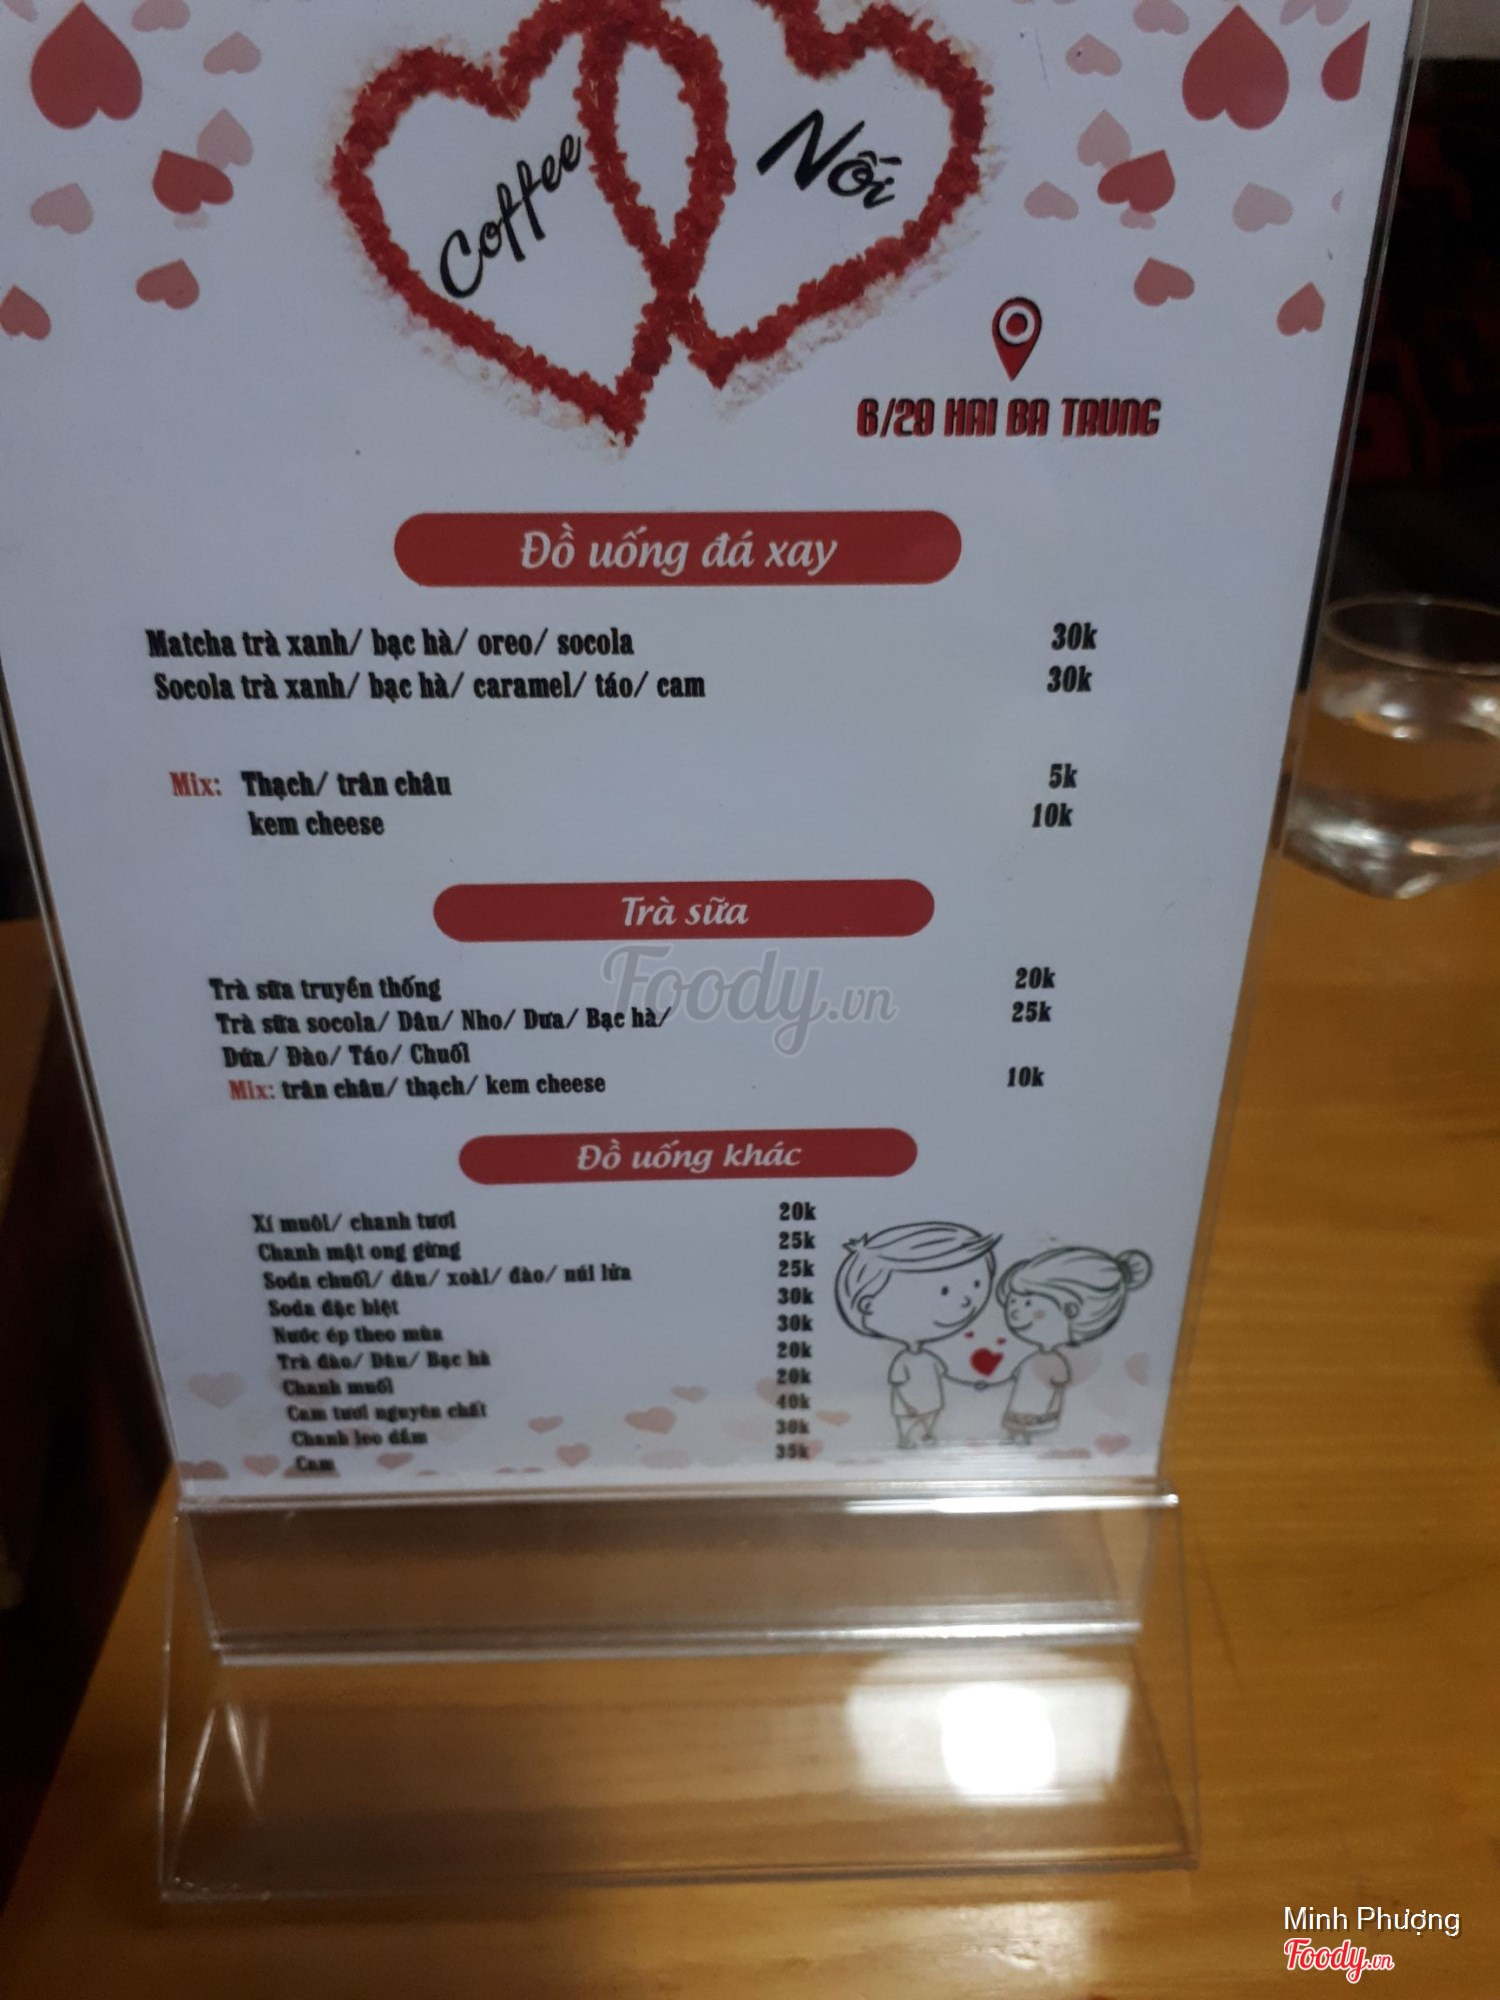 Coffee
Nối
6/29 HAI BA TRUNG
Đồ uống đá xay
Matcha trà xanh/ bạc hà/ oreo/ socola 30k
Socola trà xanh/ bạc hà/ caramel/ táo/ cam 30k
Mix: Thạch/ trân châu 5k
kem cheese 10k
Trà sữa
Foody.vn
Trà sữa truyền thống 20k
Trà sữa socola/ Dâu/ Nho/ Dưa/ Bạc hà/ 25k
Dứa/ Đào/ Táo/ Chuối
Mix: trân châu/ thạch/ kem cheese 10k
Đồ uống khác
Xí muội/ chanh tươi 20k
Chanh mật ong gừng 25k
Soda chuối/ dâu/ xoài/ đào/ núi lửa 25k
Soda đặc biệt 30k
Nước ép theo mùa 30k
Trà đào/ Dâu/ Bạc hà 20k
Chanh muối 20k
Cam tươi nguyên chất 40k
Chanh leo dầm 30k
Cam 35k
Minh Phượng
Foody.vn